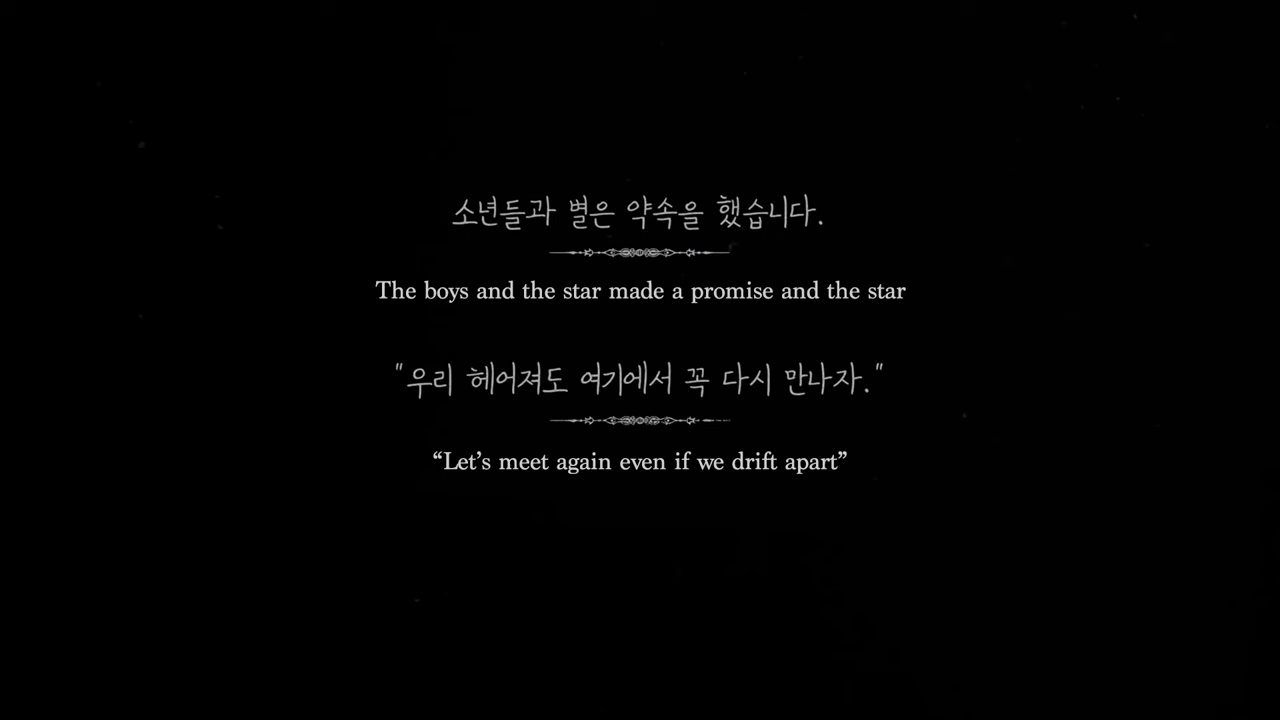 소년들과 별은 약속을 했습니다.
The boys and the star made a promise and the star
"우리 헤어져도 여기에서 꼭 다시 만나자."
“Let’s meet again even if we drift apart”